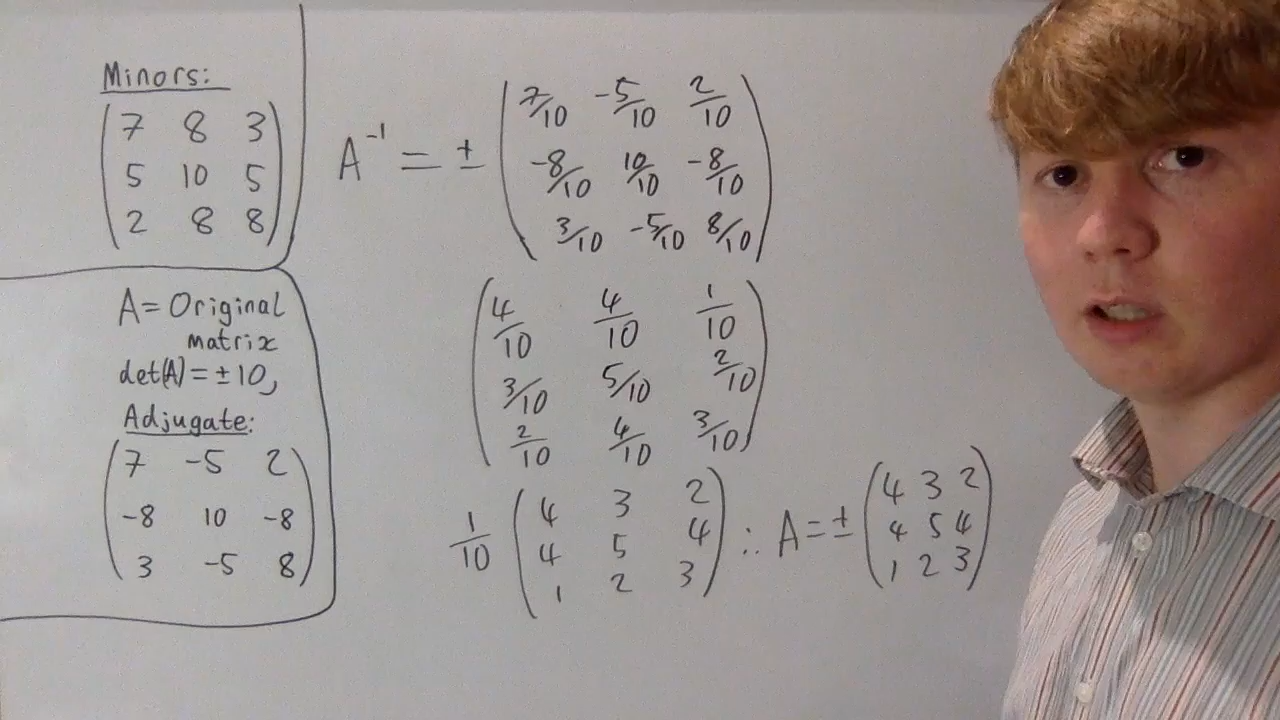 Minors:
7 8 3
5 10 5
2 8 8
A = Original
matrix
det(A) = ±10,
Adjugate:
7 -5 2
-8 10 -8
3 -5 8
A⁻¹ = ±
7/10 -5/10 2/10
-8/10 10/10 -8/10
3/10 -5/10 8/10
4/10 4/10 1/10
3/10 5/10 2/10
2/10 4/10 3/10
1/10
4 3 2
4 5 4
1 2 3
∴ A = ±
4 3 2
4 5 4
1 2 3